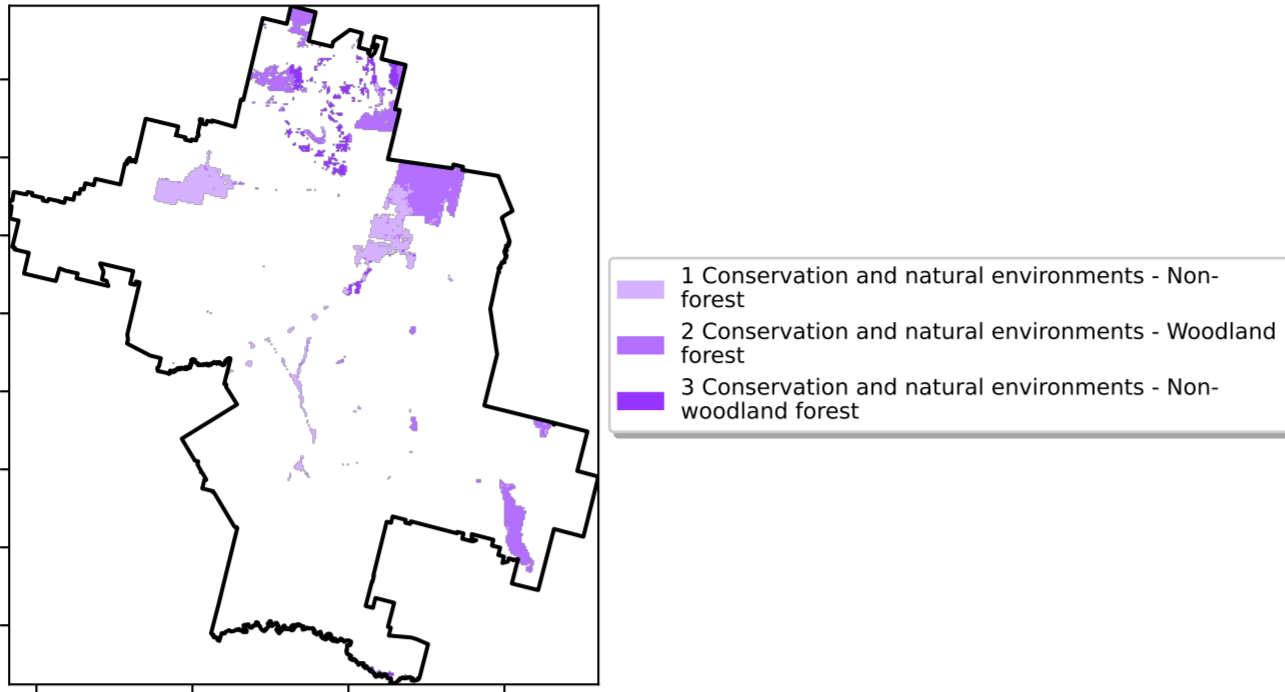 1 Conservation and natural environments - Non-
forest
2 Conservation and natural environments - Woodland
forest
3 Conservation and natural environments - Non-
woodland forest